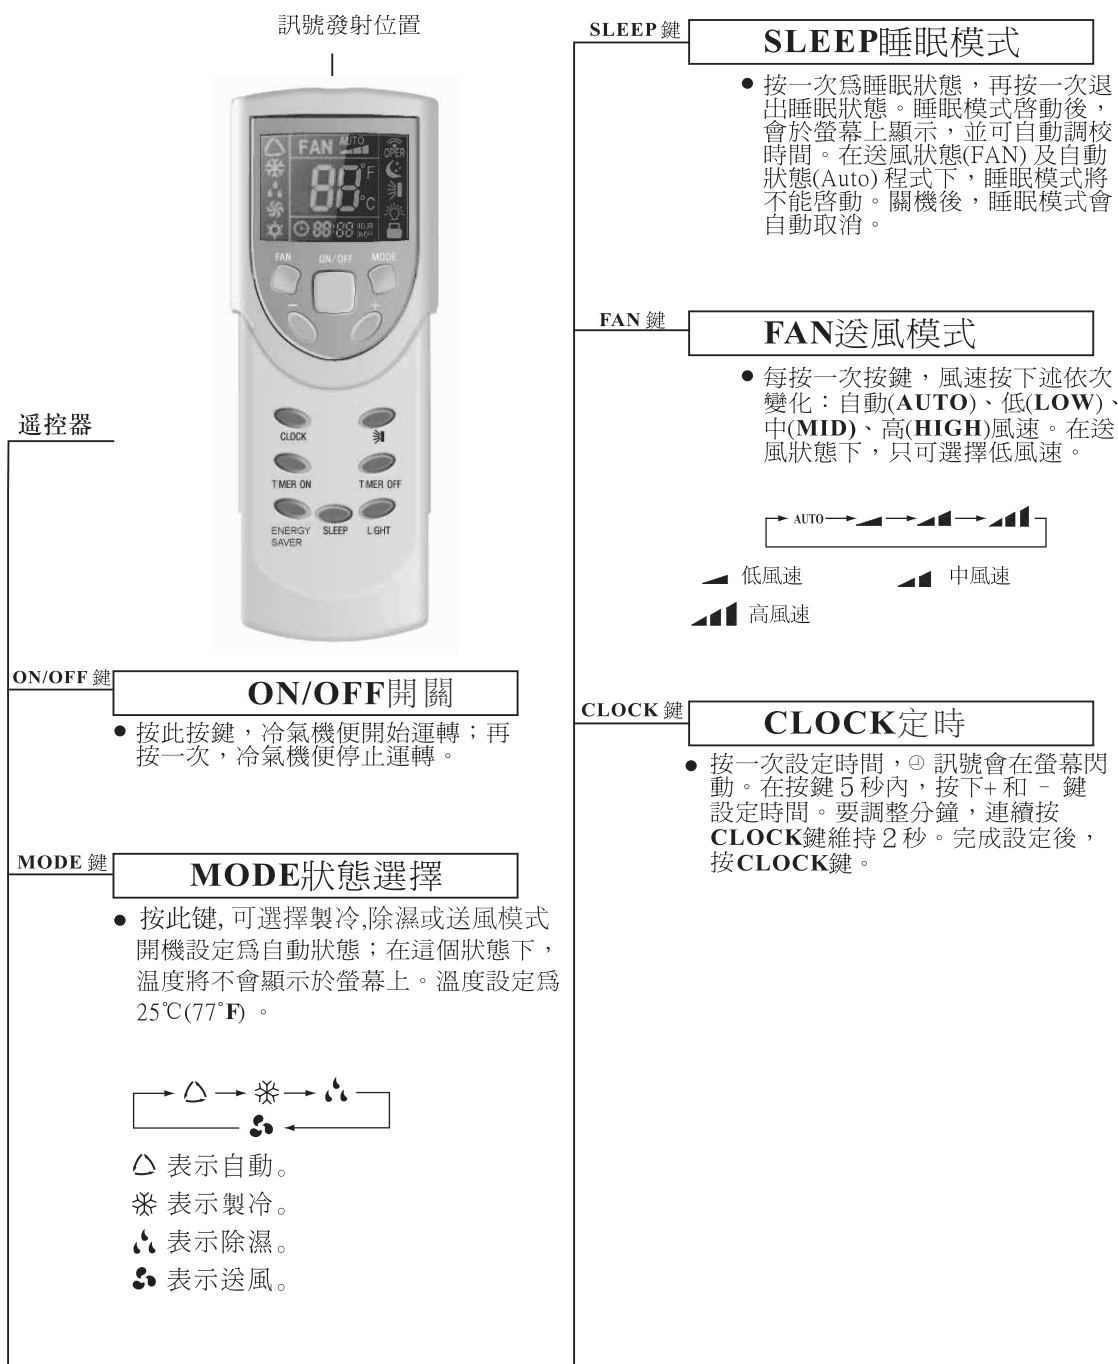 訊號發射位置
FAN AUTO
OPER
88 °F
°C
88:88 HOUR
ON/OFF
FAN ON/OFF MODE
− +
CLOCK
TIMER ON TIMER OFF
ENERGY SAVER SLEEP LIGHT
遥控器
ON/OFF 鍵
ON/OFF開關
● 按此按鍵，冷氣機便開始運轉；再
按一次，冷氣機便停止運轉。
MODE 鍵
MODE狀態選擇
● 按此键, 可選擇製冷,除濕或送風模式
開機設定爲自動狀態；在這個狀態下，
温度將不會顯示於螢幕上。溫度設定爲
25℃(77°F) 。
表示自動。
表示製冷。
表示除濕。
表示送風。
SLEEP 鍵
SLEEP睡眠模式
● 按一次爲睡眠狀態，再按一次退
出睡眠狀態。睡眠模式啓動後，
會於螢幕上顯示，並可自動調校
時間。在送風狀態(FAN) 及自動
狀態(Auto) 程式下，睡眠模式將
不能啓動。關機後，睡眠模式會
自動取消。
FAN 鍵
FAN送風模式
● 每按一次按鍵，風速按下述依次
變化：自動(AUTO)、低(LOW)、
中(MID)、高(HIGH)風速。在送
風狀態下，只可選擇低風速。
AUTO
低風速 中風速
高風速
CLOCK 鍵
CLOCK定時
● 按一次設定時間，訊號會在螢幕閃
動。在按鍵５秒內，按下+ 和 － 鍵
設定時間。要調整分鐘，連續按
CLOCK鍵維持２秒。完成設定後，
按CLOCK鍵。